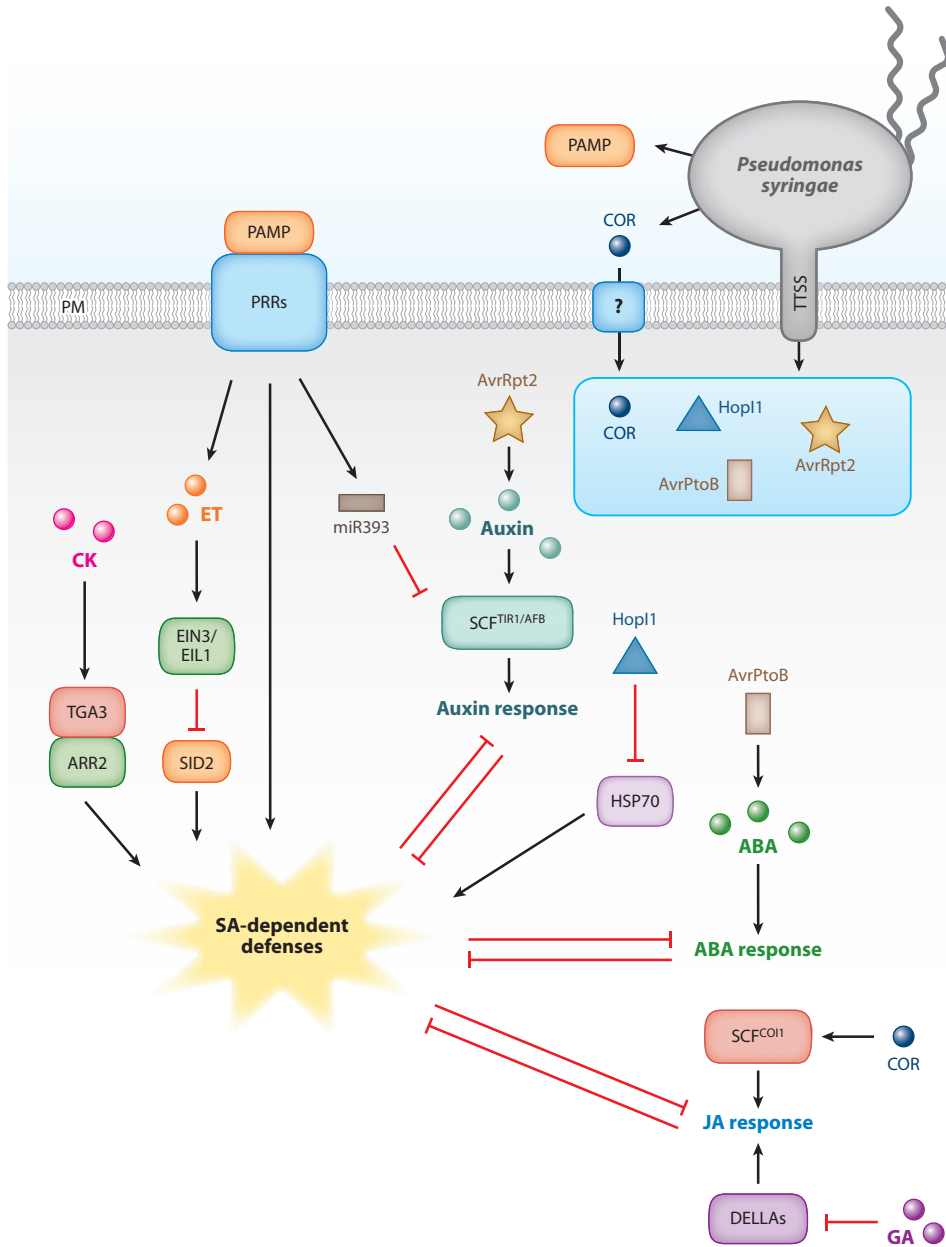 PAMP
Pseudomonas
syringae
COR
PAMP
PRRs
PM
?
TTSS
AvrRpt2
COR
HopI1
AvrPtoB
AvrRpt2
ET
miR393
Auxin
CK
SCF^TIR1/AFB
HopI1
EIN3/
EIL1
AvrPtoB
TGA3
ARR2
Auxin response
SID2
HSP70
ABA
SA-dependent
defenses
ABA response
SCF^COI1
COR
JA response
DELLAs
GA